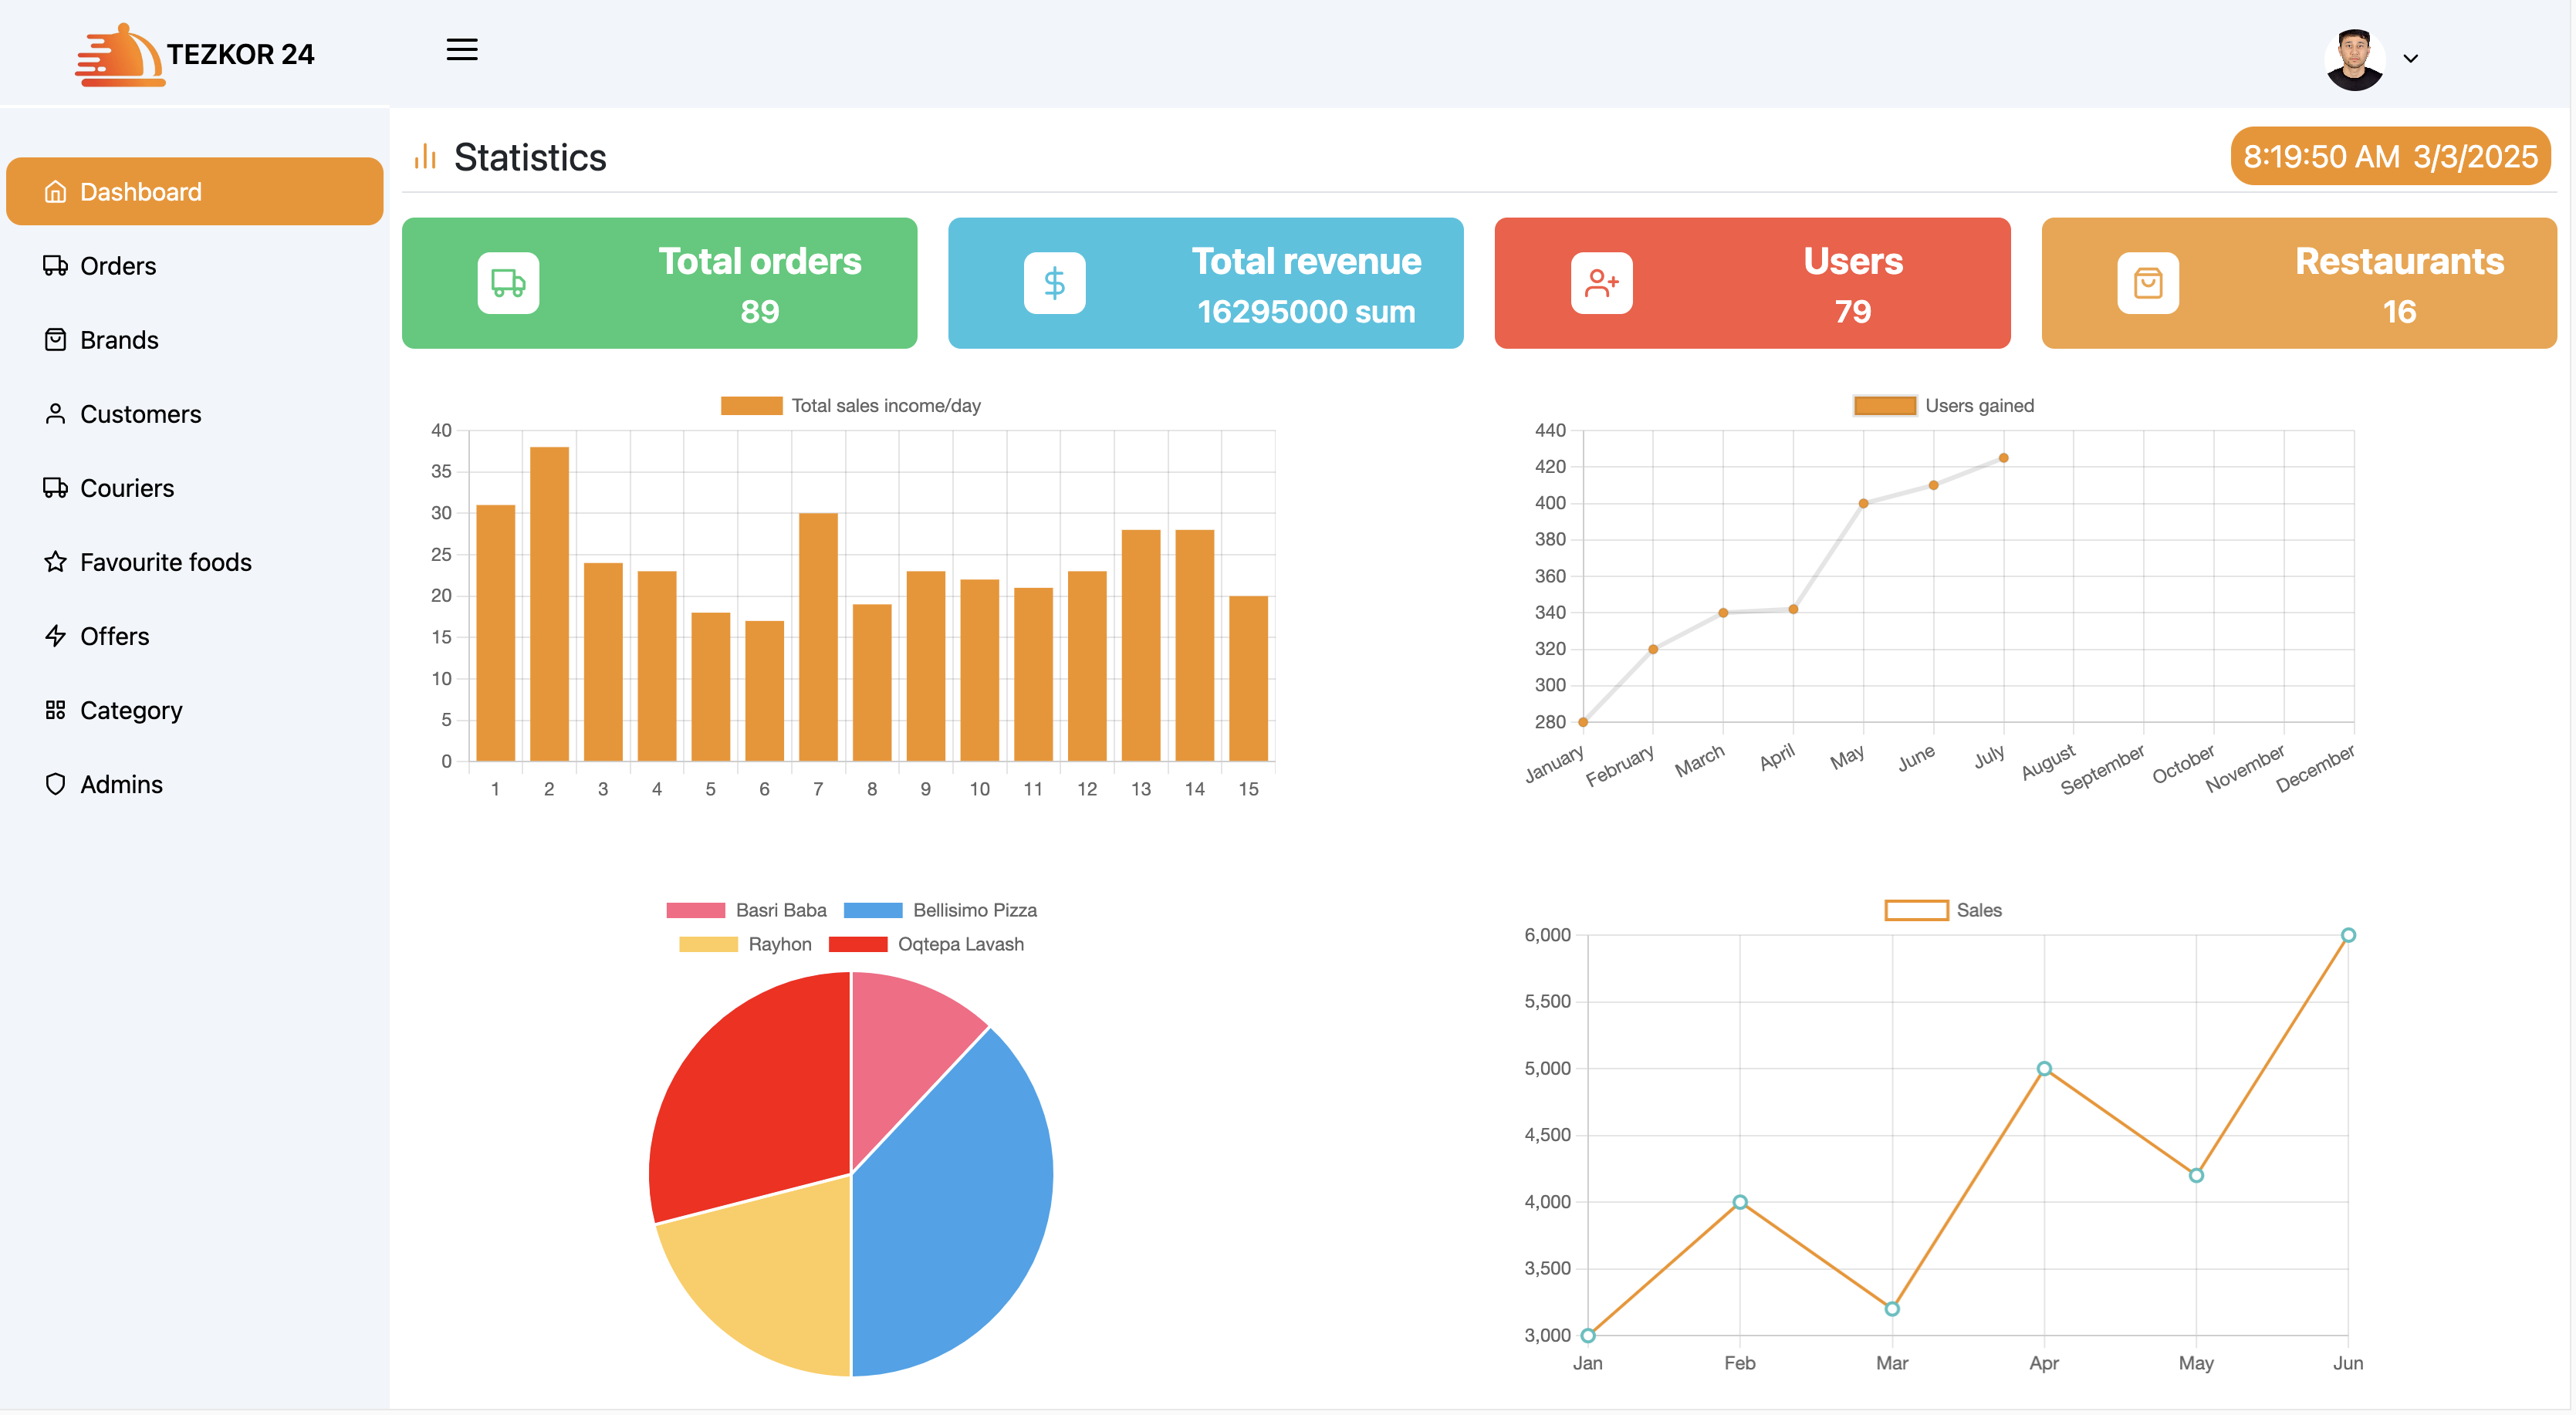 TEZKOR 24
8:19:50 AM 3/3/2025
Statistics
Dashboard
Orders
Brands
Customers
Couriers
Favourite foods
Offers
Category
Admins
Total orders
89
Total revenue
16295000 sum
Users
79
Restaurants
16
Total sales income/day
40
35
30
25
20
15
10
5
0
1 2 3 4 5 6 7 8 9 10 11 12 13 14 15
Users gained
440
420
400
380
360
340
320
300
280
January February March April May June July August September October November December
Basri Baba Bellisimo Pizza
Rayhon Oqtepa Lavash
Sales
6,000
5,500
5,000
4,500
4,000
3,500
3,000
Jan Feb Mar Apr May Jun